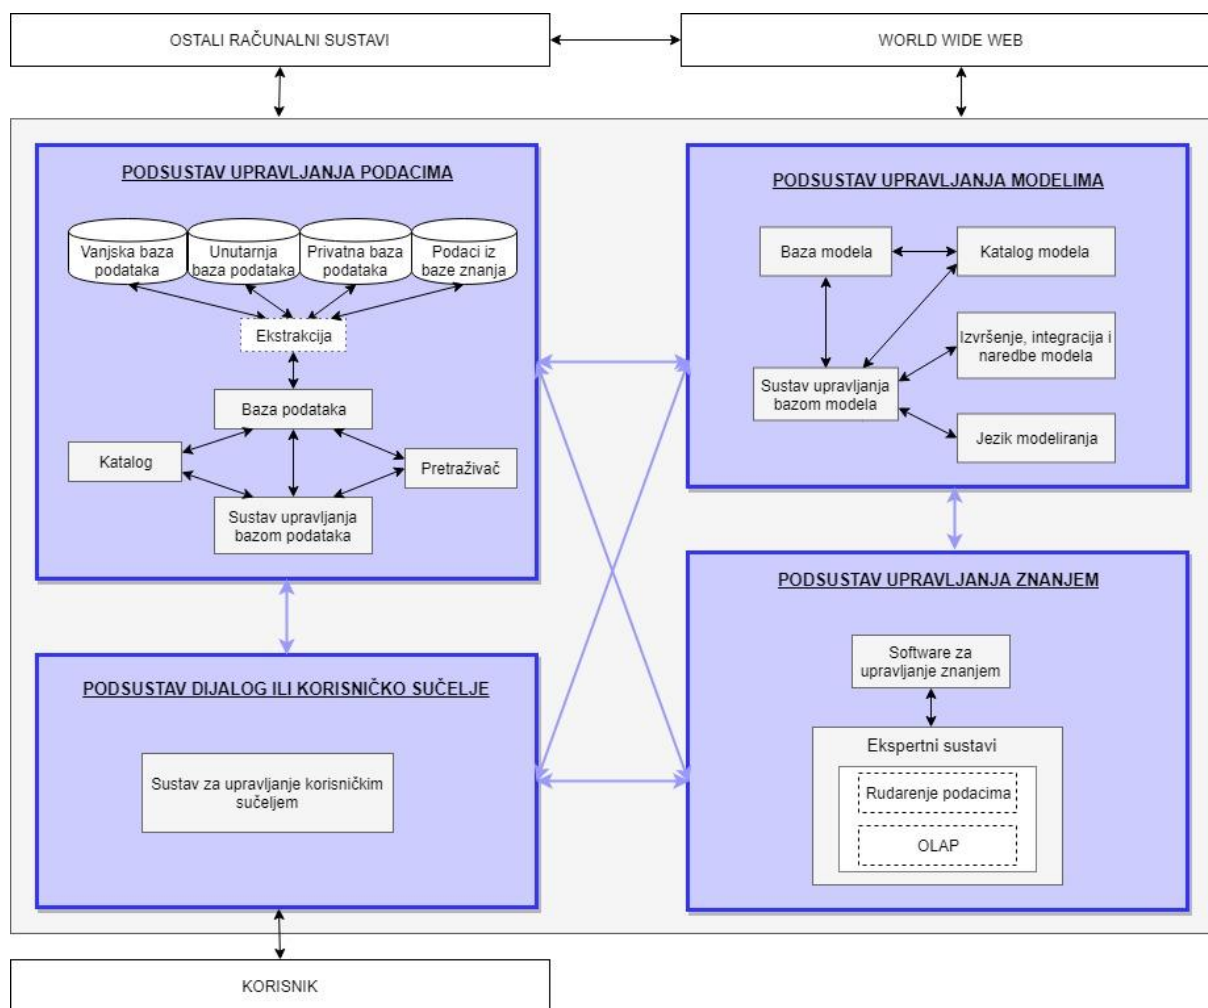 OSTALI RAČUNALNI SUSTAVI
WORLD WIDE WEB
PODSUSTAV UPRAVLJANJA PODACIMA
Vanjska baza
podataka
Unutarnja
baza podataka
Privatna baza
podataka
Podaci iz
baze znanja
Ekstrakcija
Baza podataka
Katalog
Pretraživač
Sustav upravljanja
bazom podataka
PODSUSTAV UPRAVLJANJA MODELIMA
Baza modela
Katalog modela
Izvršenje, integracija i
naredbe modela
Sustav upravljanja
bazom modela
Jezik modeliranja
PODSUSTAV DIJALOG ILI KORISNIČKO SUČELJE
Sustav za upravljanje korisničkim
sučeljem
PODSUSTAV UPRAVLJANJA ZNANJEM
Software za
upravljanje znanjem
Ekspertni sustavi
Rudarenje podacima
OLAP
KORISNIK